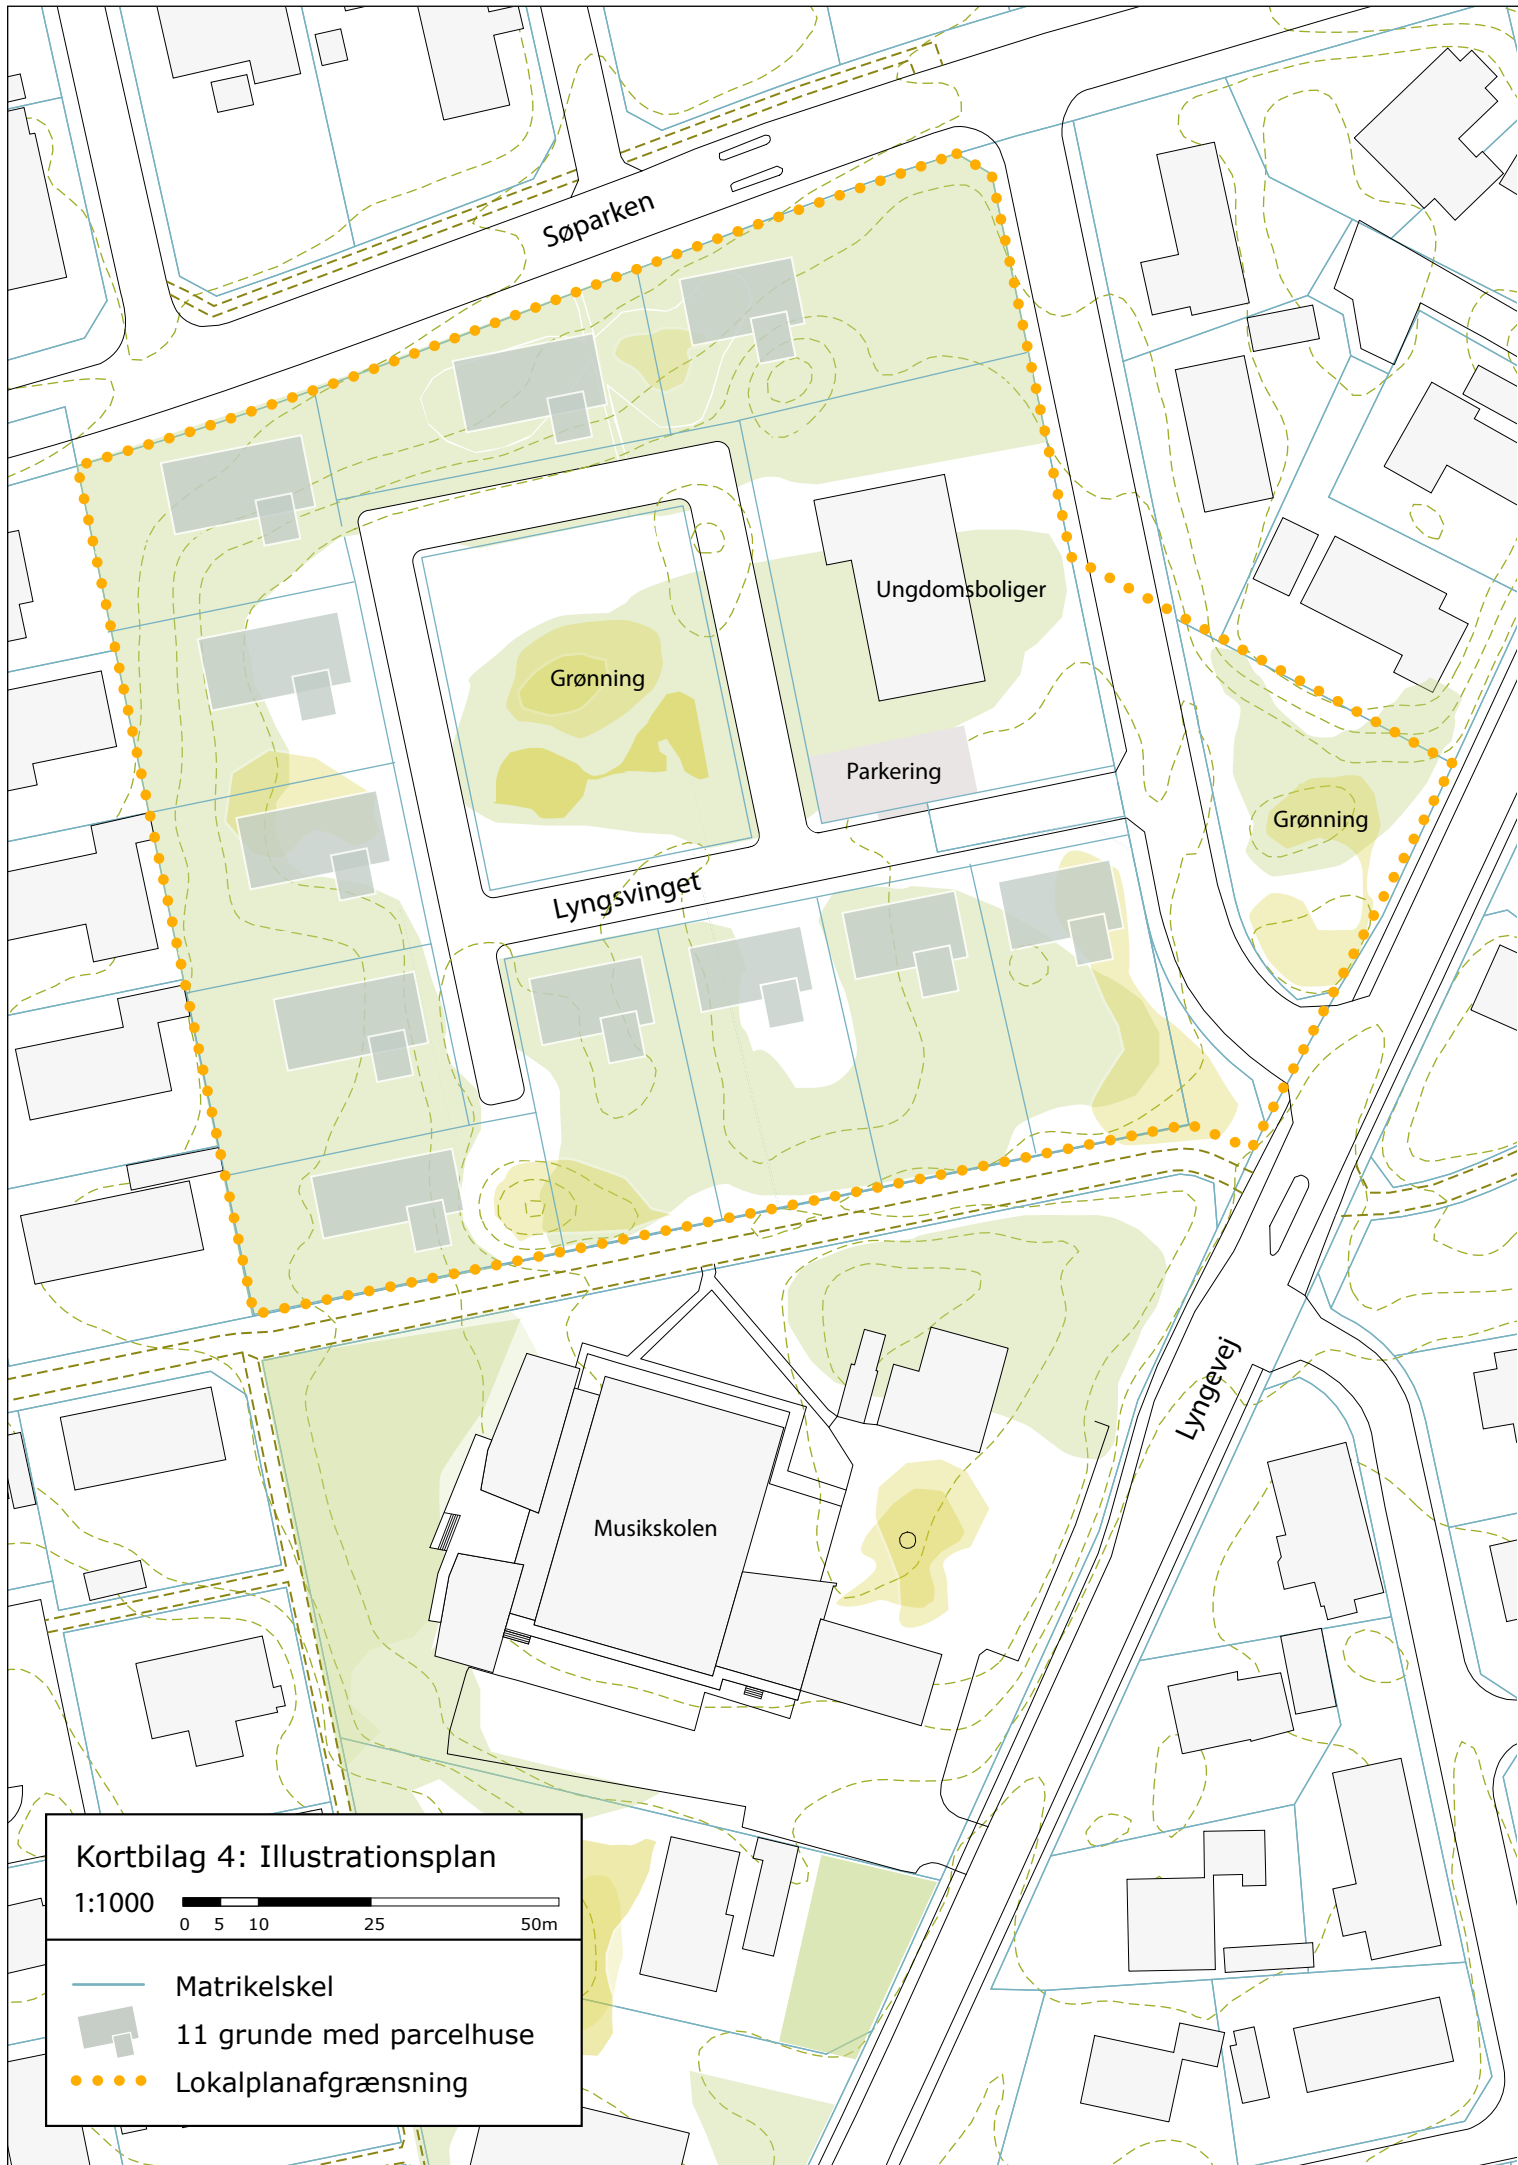 Søparken
Ungdomsboliger
Grønning
Parkering
Grønning
Lyngsvinget
Lyngevej
Musikskolen
Kortbilag 4: Illustrationsplan
1:1000
0 5 10 25 50m
Matrikelskel
11 grunde med parcelhuse
Lokalplanafgrænsning